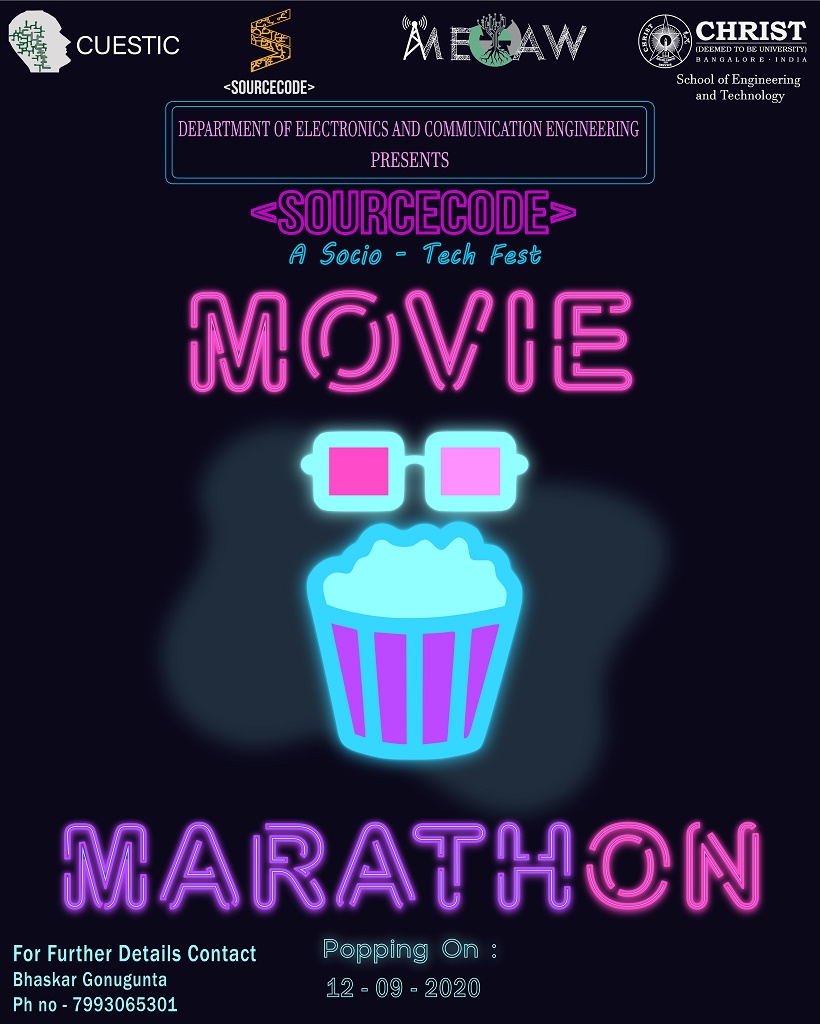 CUESTIC
<SOURCECODE>
CHRIST
(DEEMED TO BE UNIVERSITY)
BANGALORE · INDIA
School of Engineering
and Technology
DEPARTMENT OF ELECTRONICS AND COMMUNICATION ENGINEERING
PRESENTS
<SOURCECODE>
A Socio - Tech Fest
MOVIE
MARATHON
For Further Details Contact
Bhaskar Gonugunta
Ph no - 7993065301
Popping On :
12 - 09 - 2020